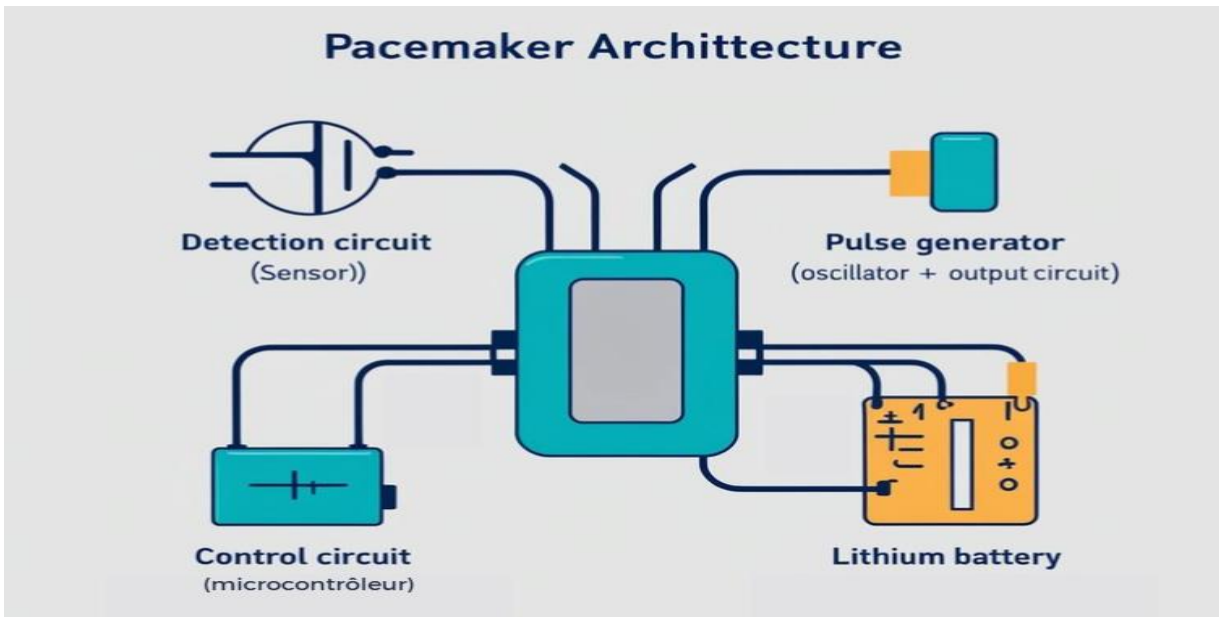 Pacemaker Archittecture
Detection circuit
(Sensor))
Pulse generator
(oscillator + output circuit)
Control circuit
(microcontrôleur)
Lithium battery